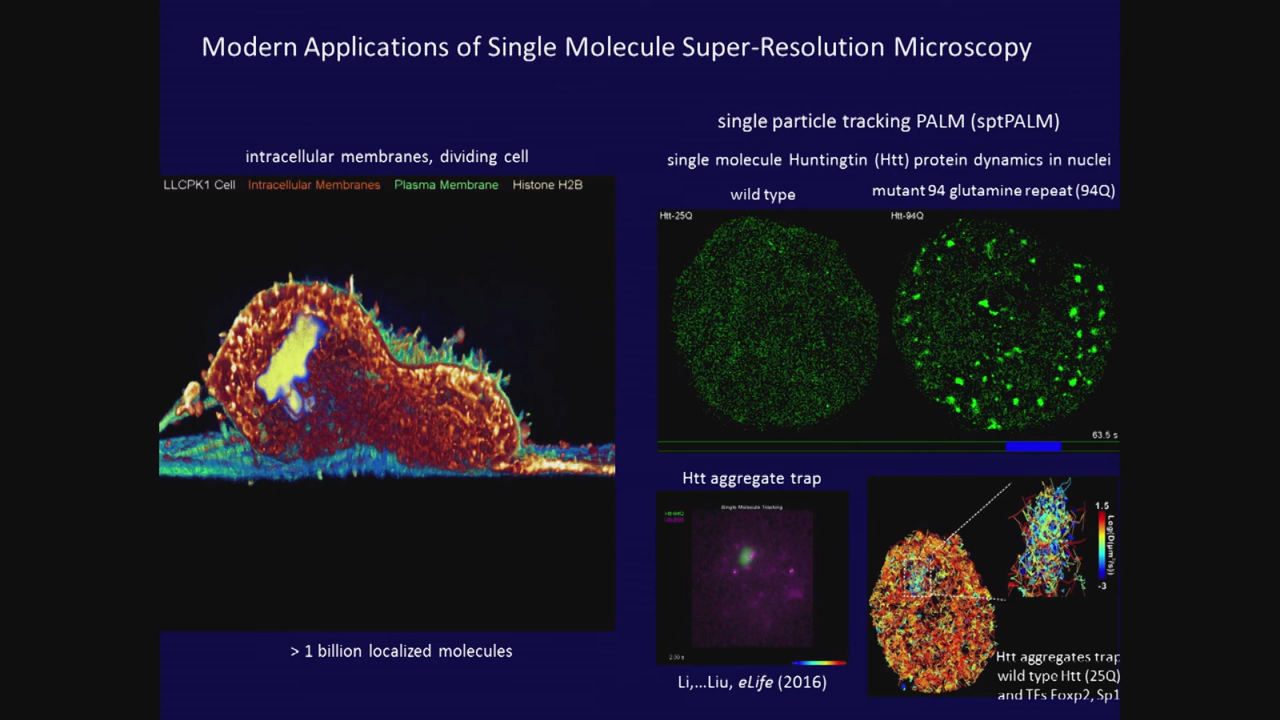 Modern Applications of Single Molecule Super-Resolution Microscopy
intracellular membranes, dividing cell
LLCPK1 Cell Intracellular Membranes Plasma Membrane Histone H2B
> 1 billion localized molecules
single particle tracking PALM (sptPALM)
single molecule Huntingtin (Htt) protein dynamics in nuclei
wild type
mutant 94 glutamine repeat (94Q)
Htt-25Q
Htt-94Q
63.5 s
Htt aggregate trap
Single Molecule Tracking
Li,...Liu, eLife (2016)
1.5
Log(D(μm²/s))
-3
Htt aggregates trap
wild type Htt (25Q)
and TFs Foxp2, Sp1